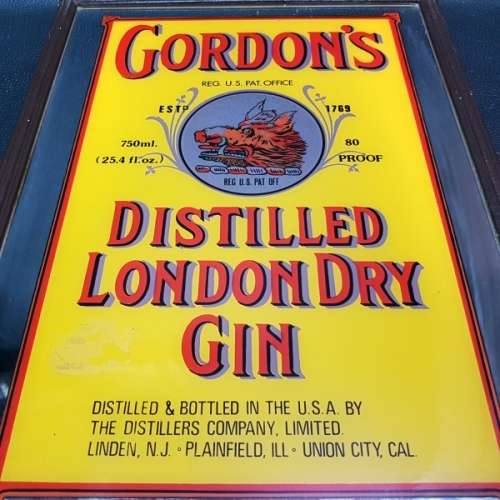 GORDON'S
REG. U.S. PAT. OFFICE
ESTD 1769
750ml. 80
(25.4 fl. oz.) PROOF
REG U.S. PAT OFF
DISTILLED
LONDON DRY
GIN
DISTILLED & BOTTLED IN THE U.S.A. BY
THE DISTILLERS COMPANY, LIMITED.
LINDEN, N.J. • PLAINFIELD, ILL • UNION CITY, CAL.